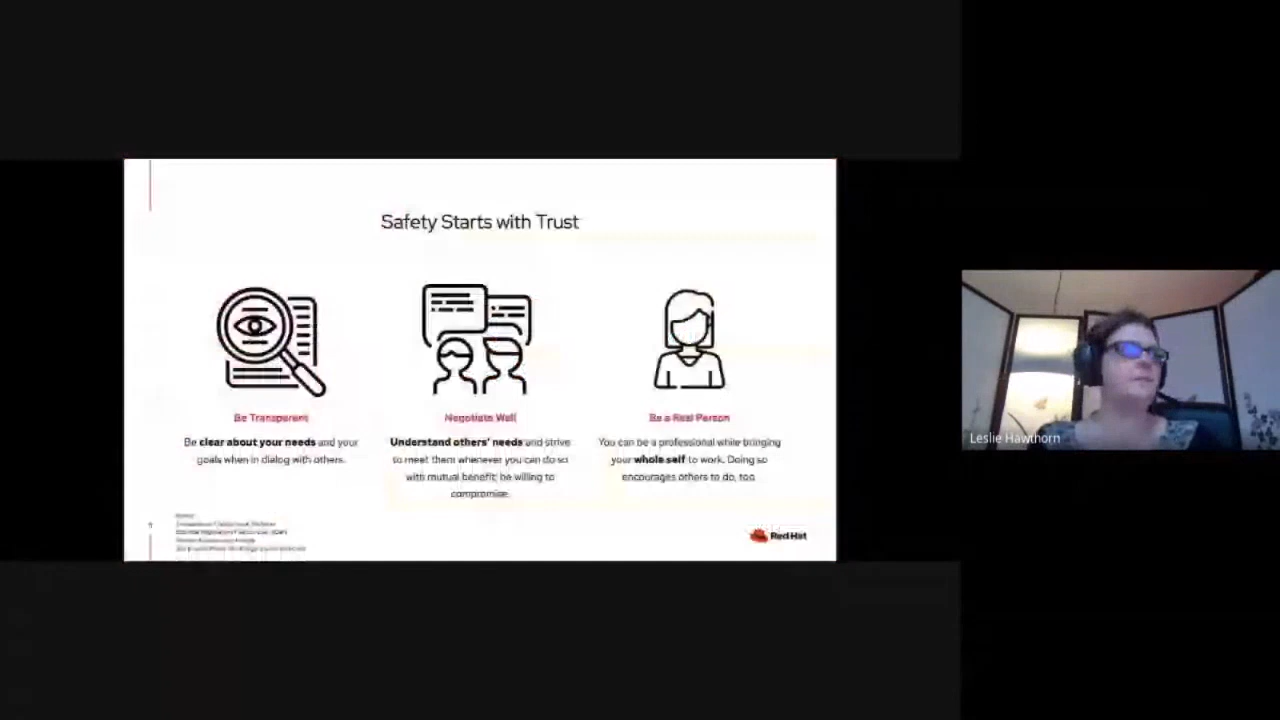 Safety Starts with Trust
Be Transparent
Be clear about your needs and your
goals when in dialog with others.
Negotiate Well
Understand others' needs and strive
to meet them whenever you can do so
with mutual benefit; be willing to
compromise.
Be a Real Person
You can be a professional while bringing
your whole self to work. Doing so
encourages others to do, too
Red Hat
Leslie Hawthorn